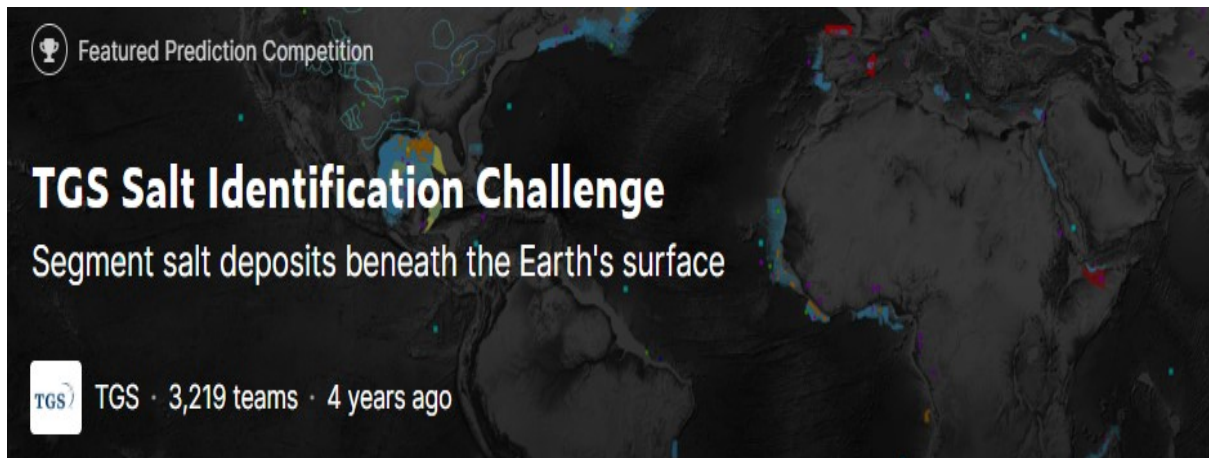 Featured Prediction Competition
TGS Salt Identification Challenge
Segment salt deposits beneath the Earth's surface
TGS
TGS · 3,219 teams · 4 years ago